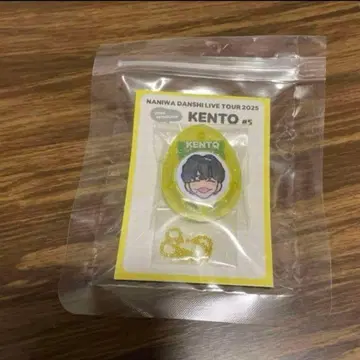 NANIWA DANSHI LIVE TOUR 2025
KENTO #5
KENTO